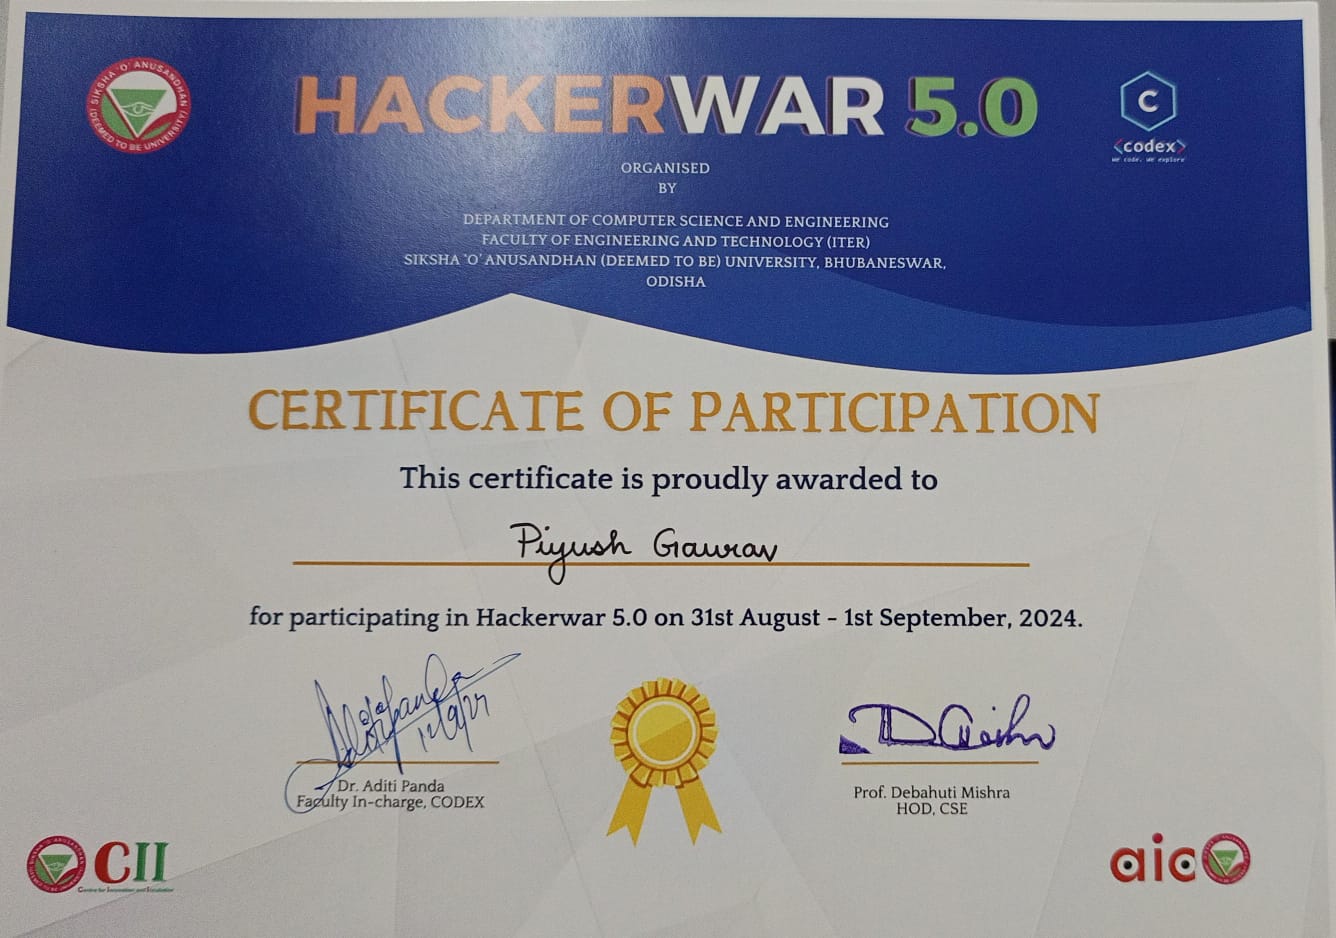 SIKSHA 'O' ANUSANDHAN
(DEEMED TO BE UNIVERSITY)
HACKERWAR 5.0
C
<codex>
we code. we explore
ORGANISED
BY
DEPARTMENT OF COMPUTER SCIENCE AND ENGINEERING
FACULTY OF ENGINEERING AND TECHNOLOGY (ITER)
SIKSHA 'O' ANUSANDHAN (DEEMED TO BE) UNIVERSITY, BHUBANESWAR,
ODISHA
CERTIFICATE OF PARTICIPATION
This certificate is proudly awarded to
Piyush Gaurav
for participating in Hackerwar 5.0 on 31st August - 1st September, 2024.
12/9/24
Dr. Aditi Panda
Faculty In-charge, CODEX
Prof. Debahuti Mishra
HOD, CSE
CII
Centre for Innovation and Incubation
aic